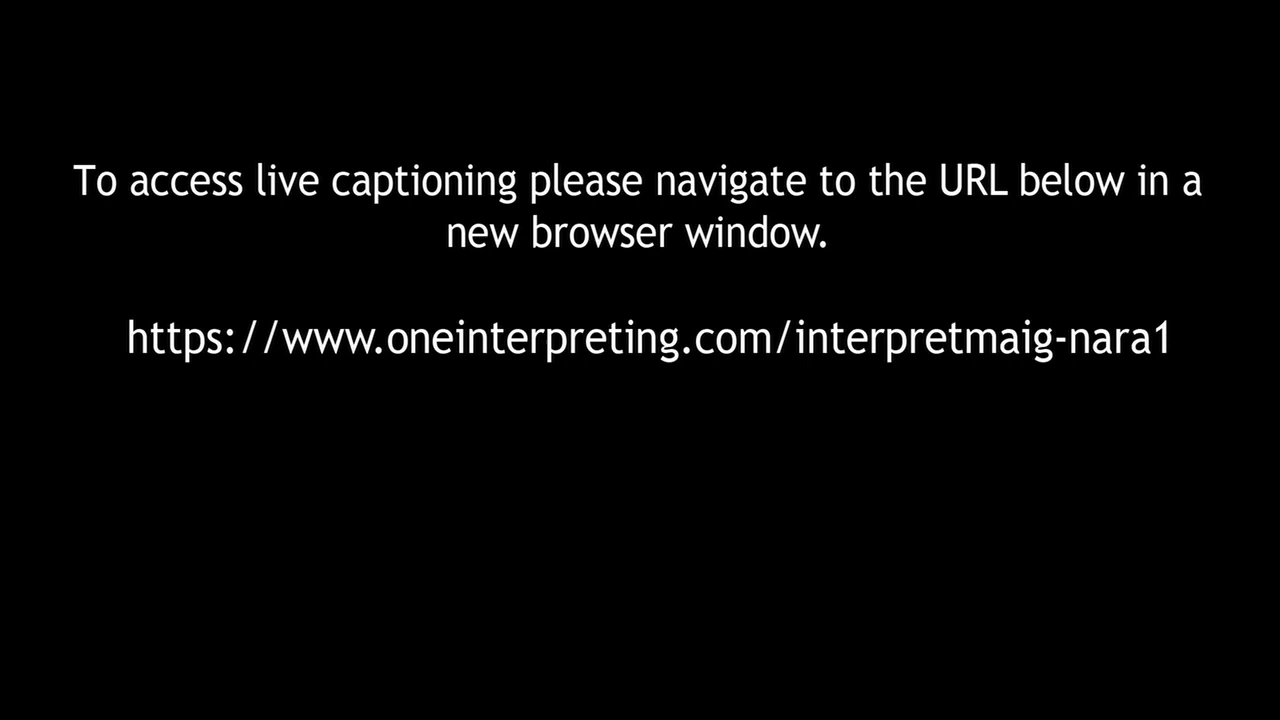 To access live captioning please navigate to the URL below in a
new browser window.
https://www.oneinterpreting.com/interpretmaig-nara1